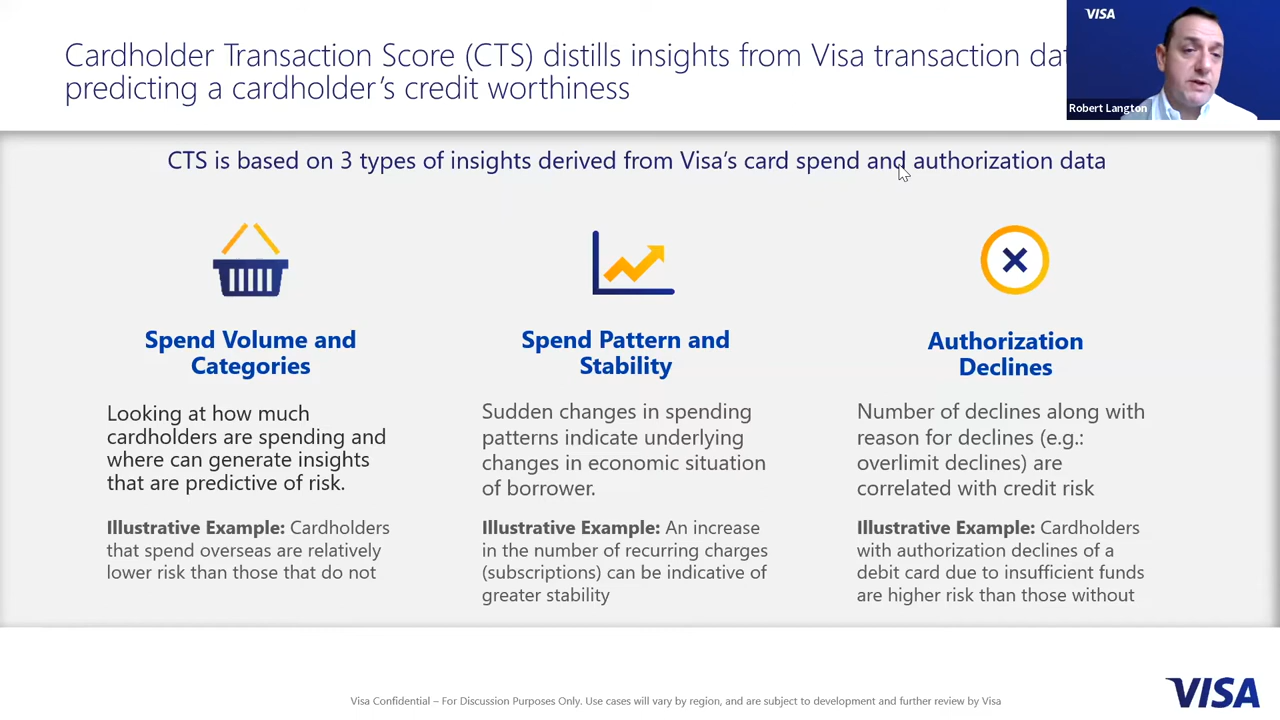 VISA
Robert Langton
Cardholder Transaction Score (CTS) distills insights from Visa transaction
predicting a cardholder's credit worthiness
CTS is based on 3 types of insights derived from Visa's card spend and authorization data
Spend Volume and
Categories
Looking at how much
cardholders are spending and
where can generate insights
that are predictive of risk.
Illustrative Example: Cardholders
that spend overseas are relatively
lower risk than those that do not
Spend Pattern and
Stability
Sudden changes in spending
patterns indicate underlying
changes in economic situation
of borrower.
Illustrative Example: An increase
in the number of recurring charges
(subscriptions) can be indicative of
greater stability
Authorization
Declines
Number of declines along with
reason for declines (e.g.:
overlimit declines) are
correlated with credit risk
Illustrative Example: Cardholders
with authorization declines of a
debit card due to insufficient funds
are higher risk than those without
Visa Confidential – For Discussion Purposes Only. Use cases will vary by region, and are subject to development and further review by Visa
VISA